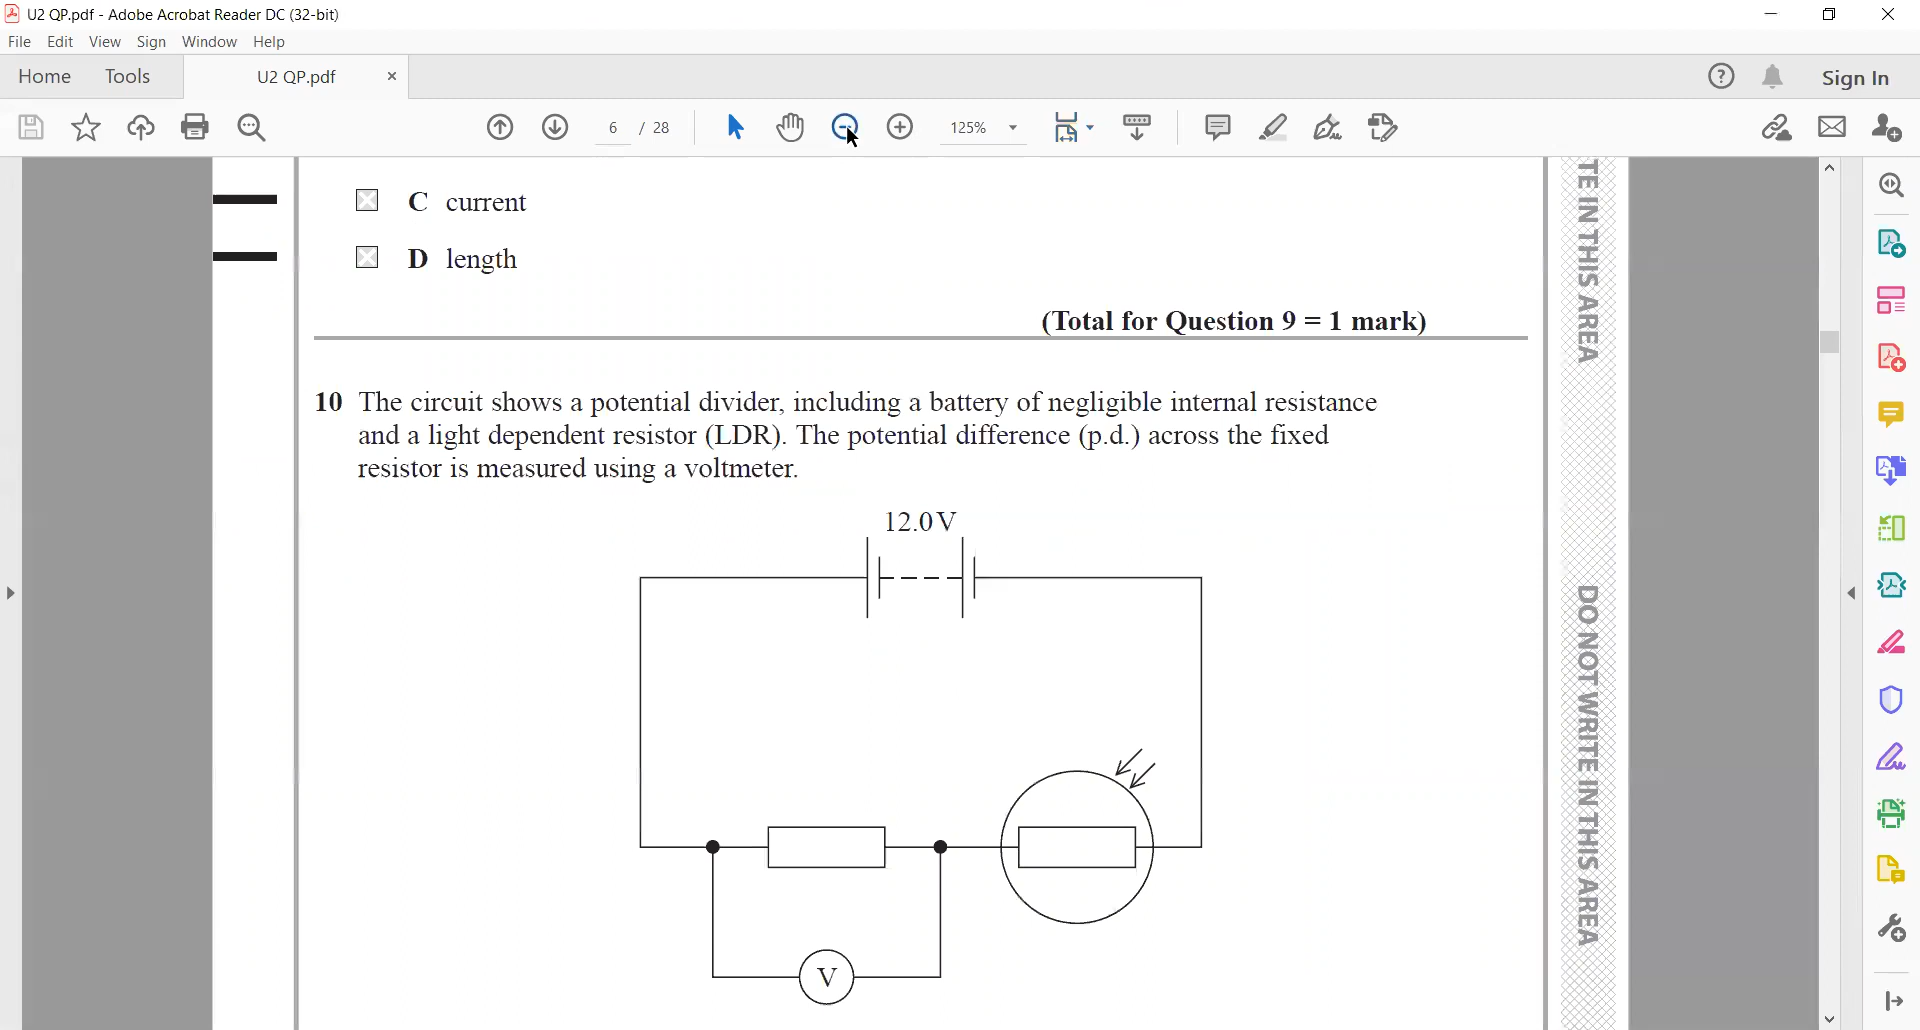 U2 QP.pdf - Adobe Acrobat Reader DC (32-bit)
File Edit View Sign Window Help
Home Tools U2 QP.pdf Sign In
6 / 28 125%
C current
D length
(Total for Question 9 = 1 mark)
10 The circuit shows a potential divider, including a battery of negligible internal resistance
and a light dependent resistor (LDR). The potential difference (p.d.) across the fixed
resistor is measured using a voltmeter.
12.0 V
V
TE IN THIS AREA
DO NOT WRITE IN THIS AREA